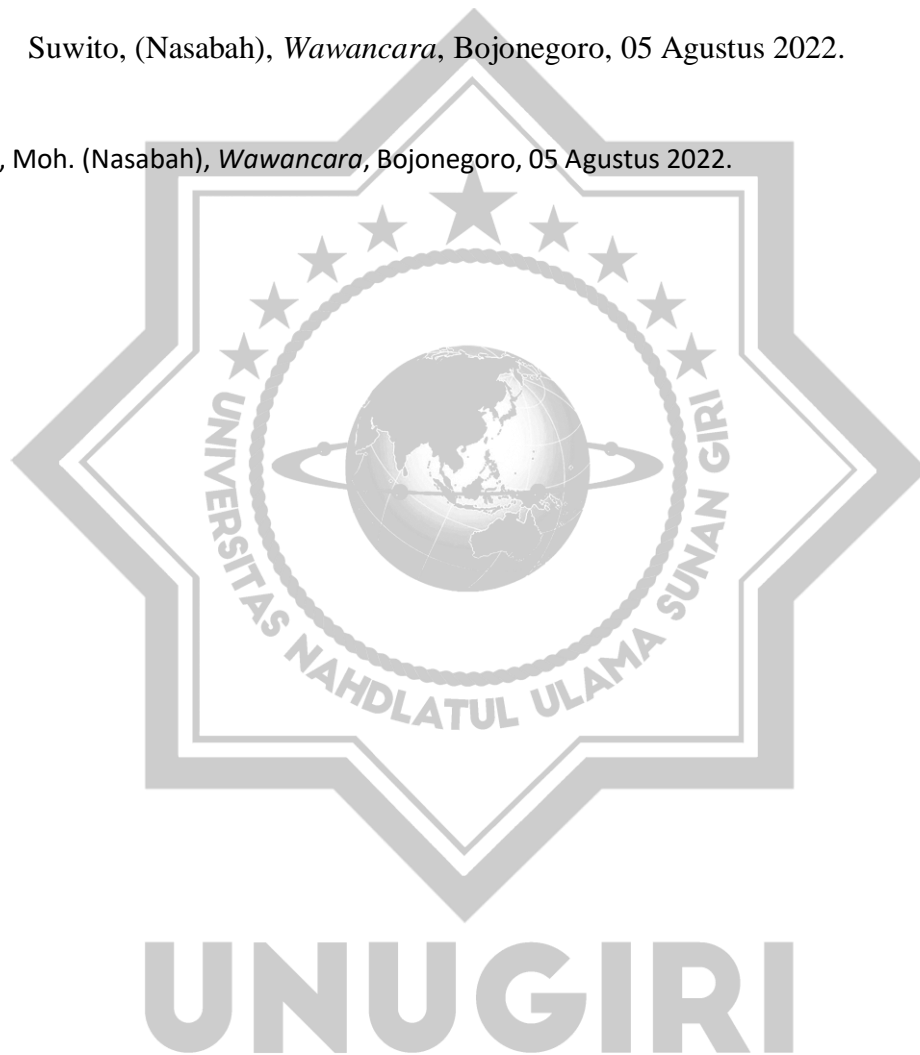 Suwito, (Nasabah), Wawancara, Bojonegoro, 05 Agustus 2022.
, Moh. (Nasabah), Wawancara, Bojonegoro, 05 Agustus 2022.
UNIVERSITAS NAHDLATUL ULAMA SUNAN GIRI
UNUGIRI